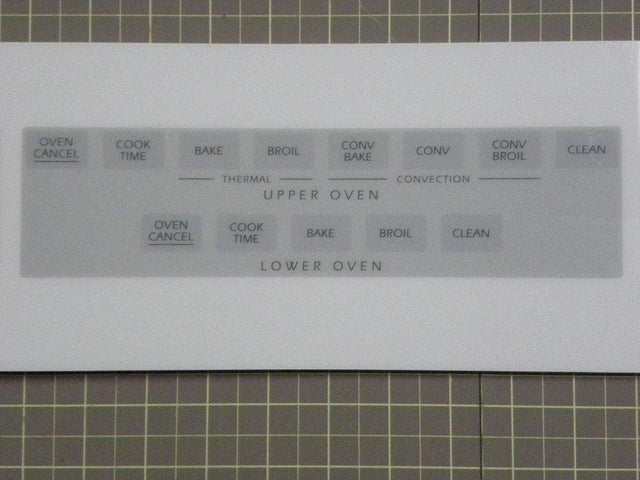 OVEN CANCEL
COOK TIME
BAKE
BROIL
CONV BAKE
CONV
CONV BROIL
CLEAN
THERMAL
CONVECTION
UPPER OVEN
OVEN CANCEL
COOK TIME
BAKE
BROIL
CLEAN
LOWER OVEN